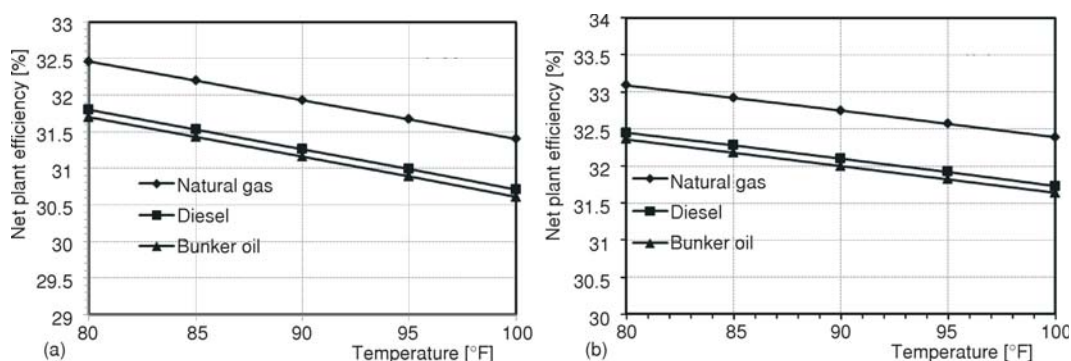 Net plant efficiency [%]
33
32.5
32
31.5
31
30.5
30
29.5
29
Natural gas
Diesel
Bunker oil
80
85
90
95
100
(a)
Temperature [°F]
Net plant efficiency [%]
34
33.5
33
32.5
32
31.5
31
30.5
30
Natural gas
Diesel
Bunker oil
80
85
90
95
100
(b)
Temperature [°F]